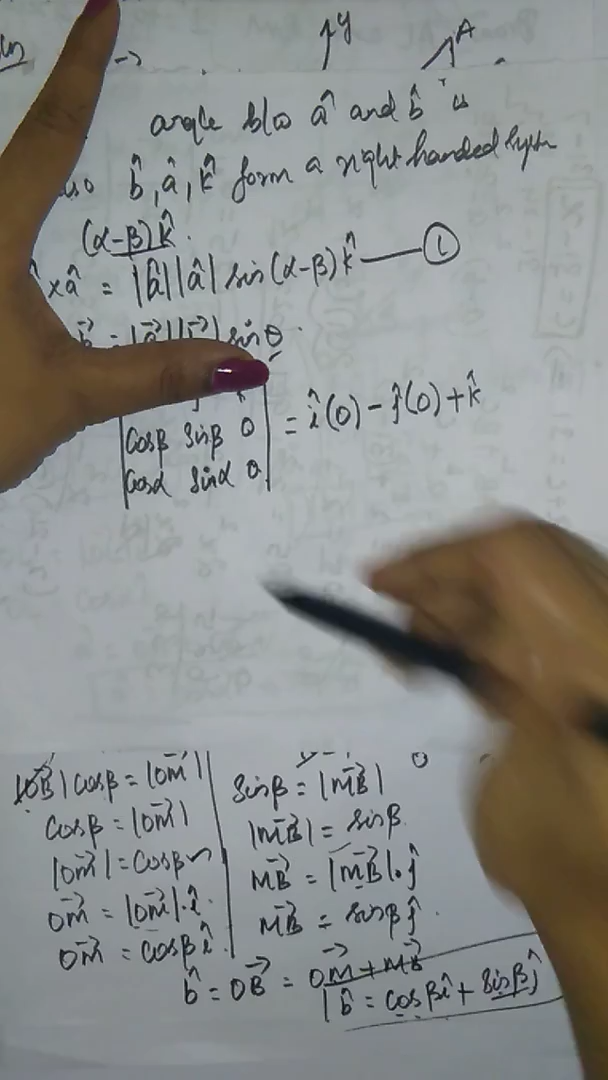 y
A
angle b/w â and b̂ is
b̂, â, k̂ form a right handed system
(α-β)k̂
×â = |b̂||â| sin(α-β)k̂ — ①
sinθ
|cosβ sinβ 0| = î(0) - ĵ(0) + k̂
|cosα sinα 0|
|OB⃗| cosβ = |OM⃗|
cosβ = |OM⃗|
|OM⃗| = cosβ
OM⃗ = |OM⃗|.î
OM⃗ = cosβ î
sinβ = |MB⃗|
|MB⃗| = sinβ
MB⃗ = |MB⃗|.ĵ
MB⃗ = sinβ ĵ
b̂ = OB⃗ = OM⃗ + MB⃗
b̂ = cosβ î + sinβ ĵ